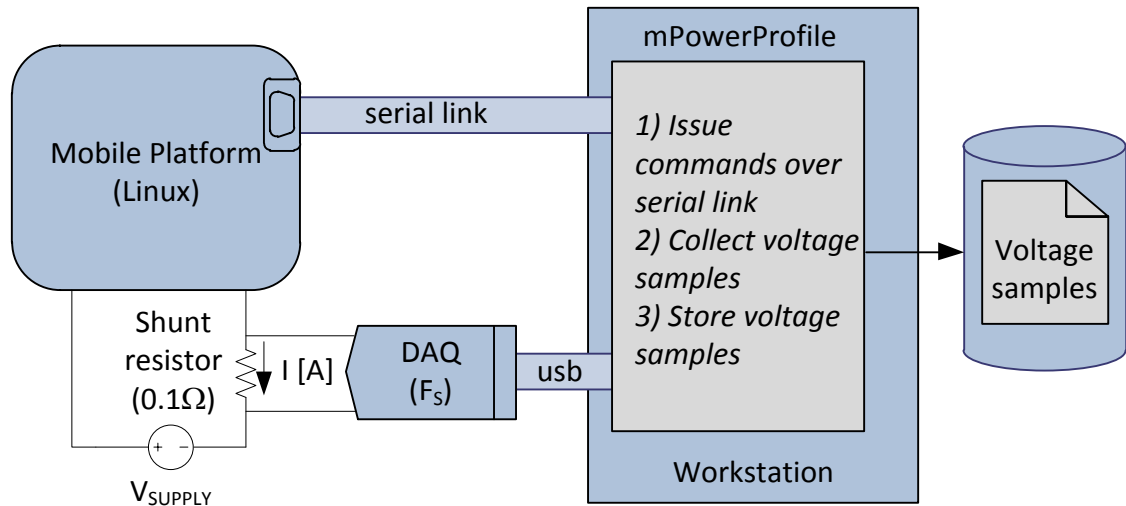 mPowerProfile
Mobile Platform
(Linux)
serial link
1) Issue
commands over
serial link
2) Collect voltage
samples
3) Store voltage
samples
Voltage
samples
Shunt
resistor
(0.1Ω)
I [A]
DAQ
(FS)
usb
+ -
VSUPPLY
Workstation